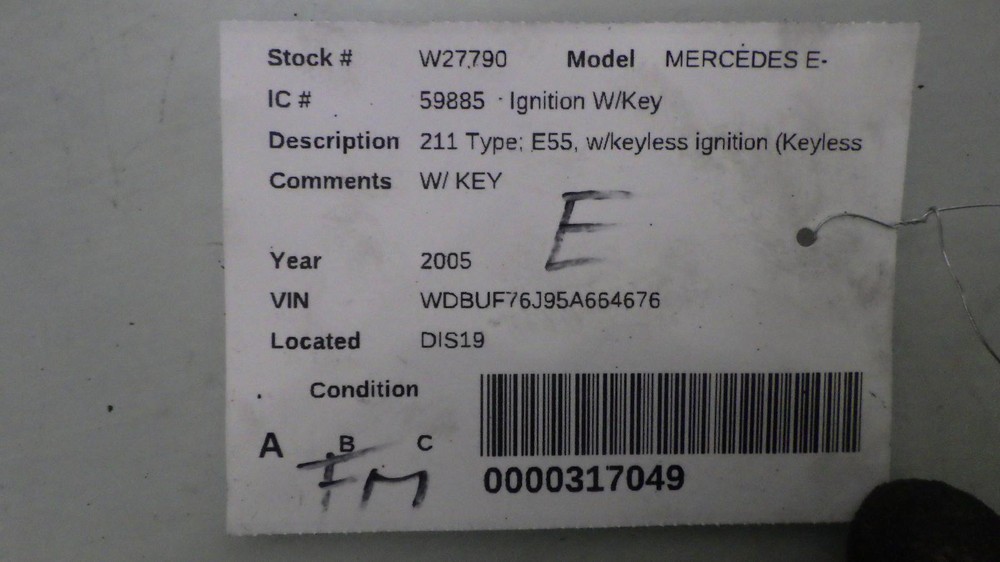 Stock # W27790 Model MERCEDES E-
IC # 59885 Ignition W/Key
Description 211 Type; E55, w/keyless ignition (Keyless
Comments W/ KEY
E
Year 2005
VIN WDBUF76J95A664676
Located DIS19
Condition
A B C
FM
0000317049